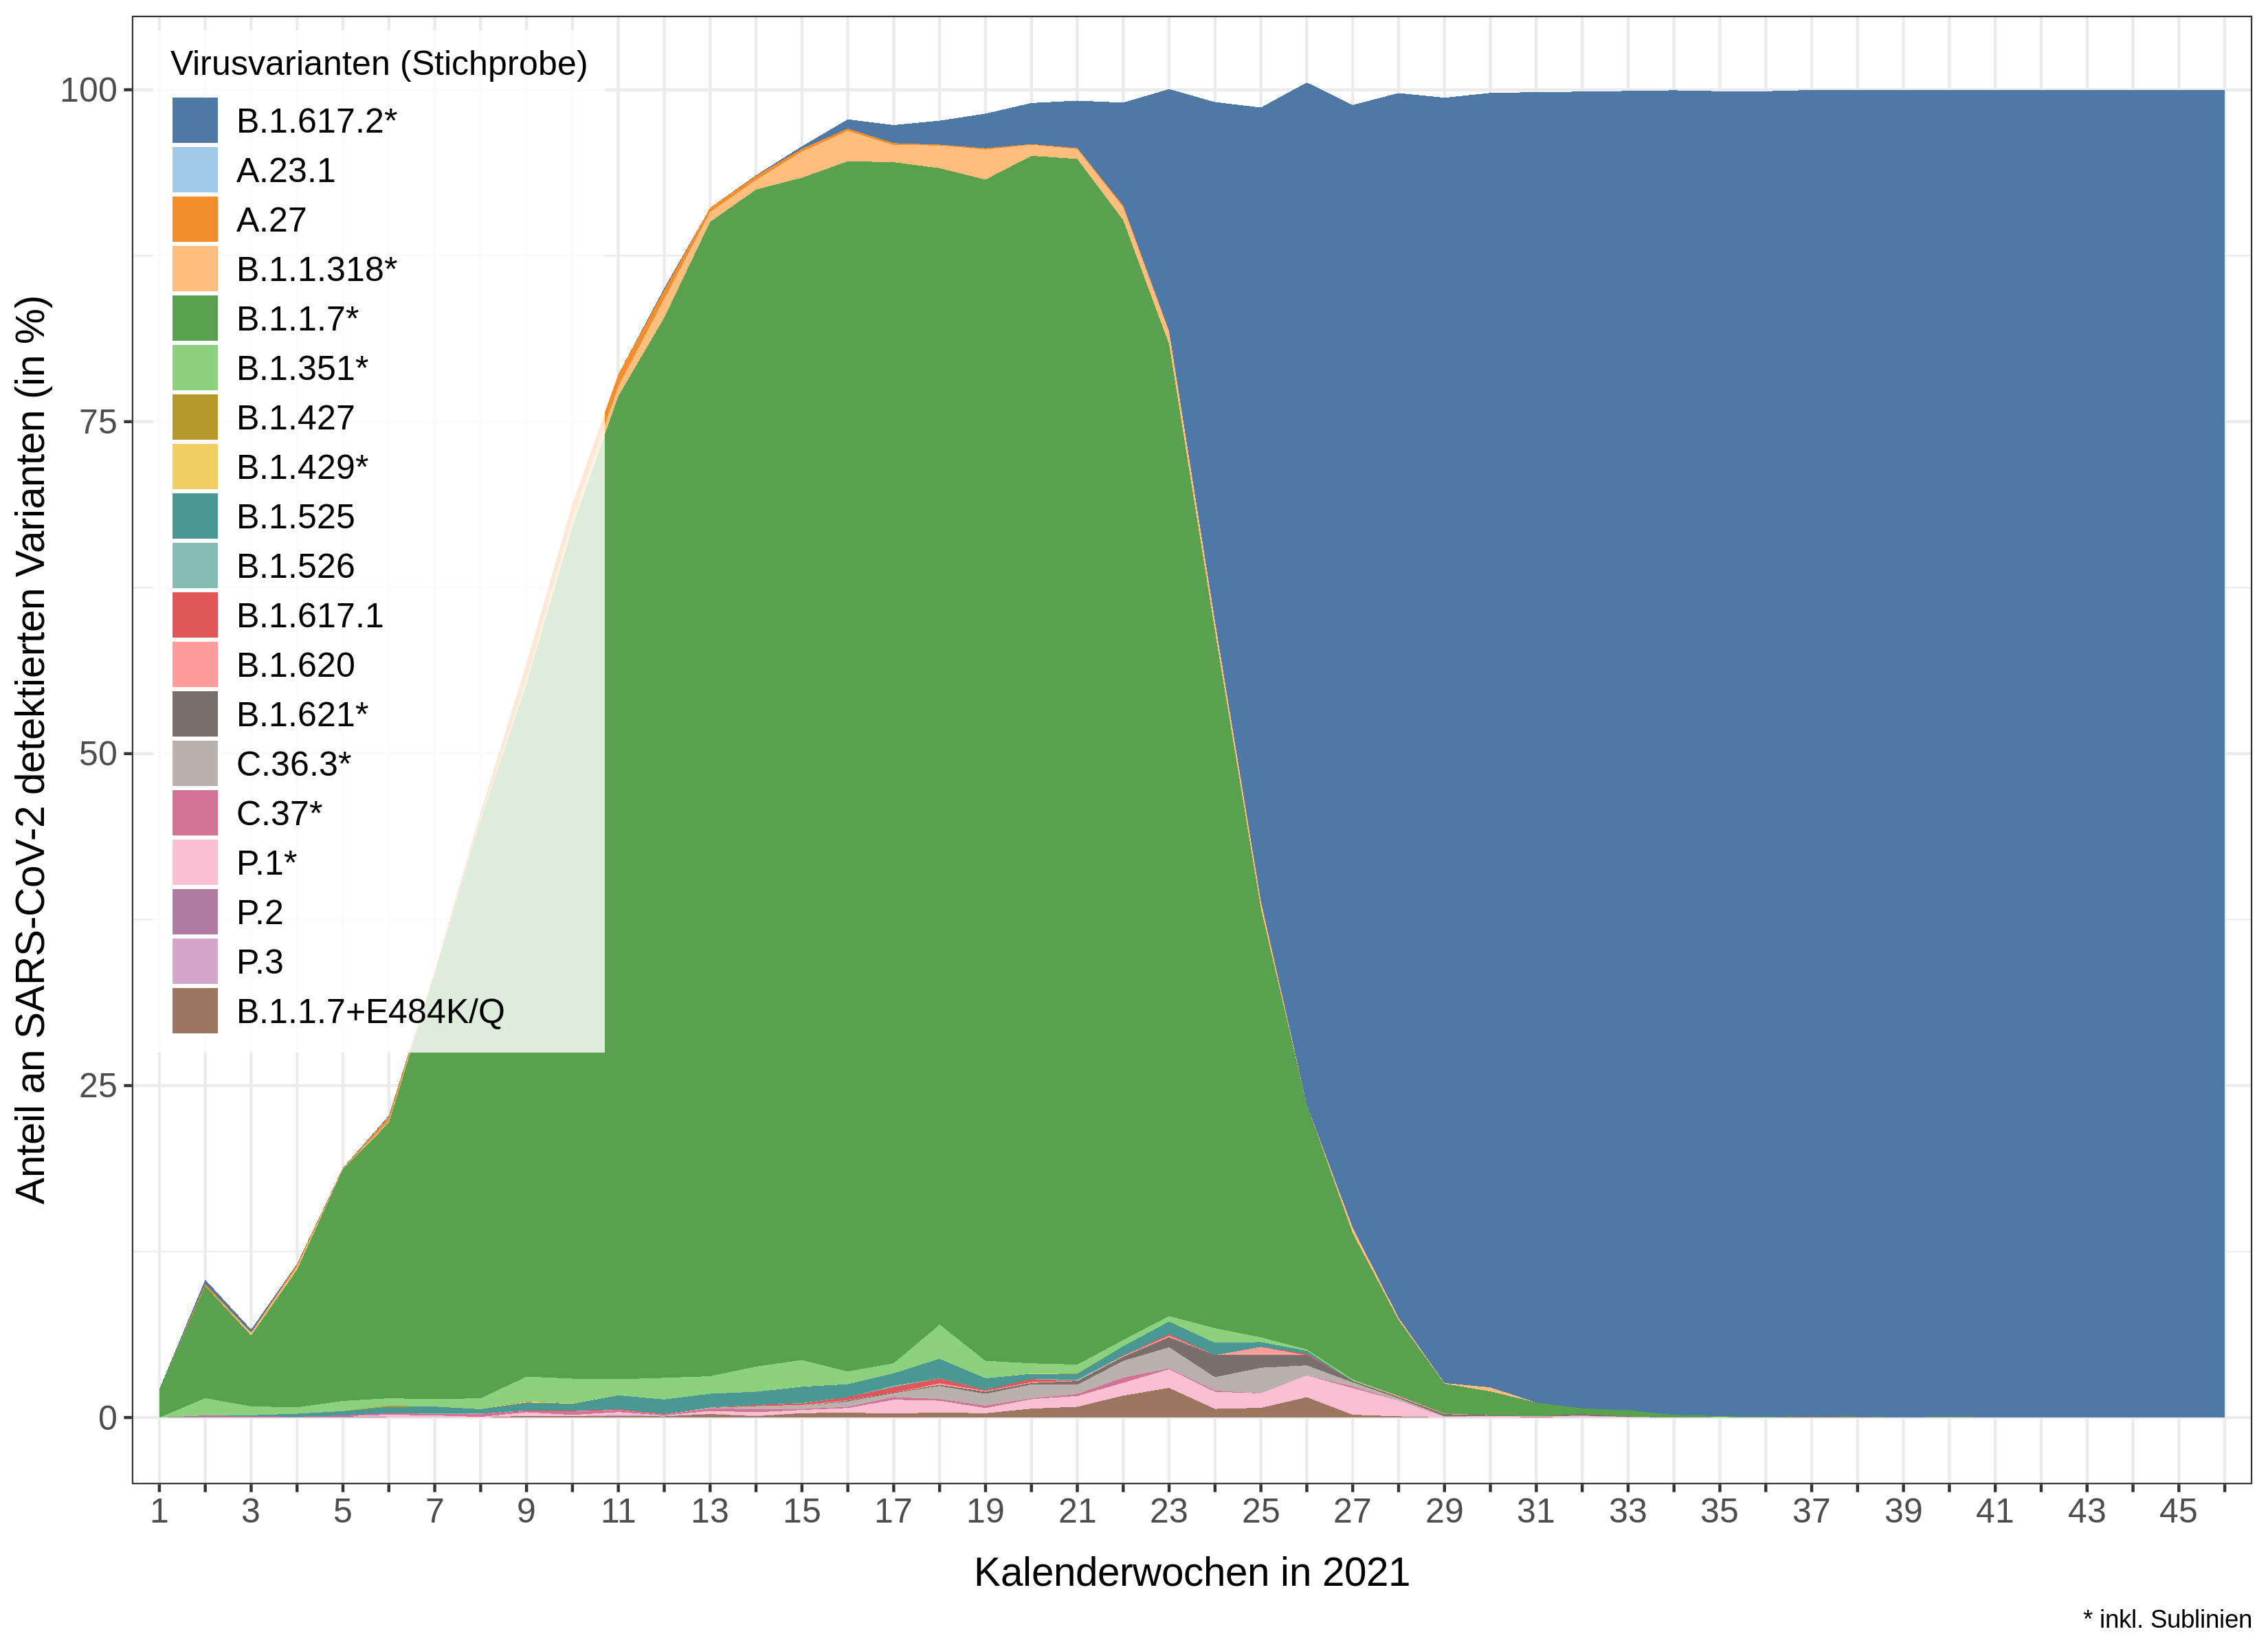 Virusvarianten (Stichprobe)
B.1.617.2*
A.23.1
A.27
B.1.1.318*
B.1.1.7*
B.1.351*
B.1.427
B.1.429*
B.1.525
B.1.526
B.1.617.1
B.1.620
B.1.621*
C.36.3*
C.37*
P.1*
P.2
P.3
B.1.1.7+E484K/Q
Anteil an SARS-CoV-2 detektierten Varianten (in %)
100
75
50
25
0
1 3 5 7 9 11 13 15 17 19 21 23 25 27 29 31 33 35 37 39 41 43 45
Kalenderwochen in 2021
* inkl. Sublinien